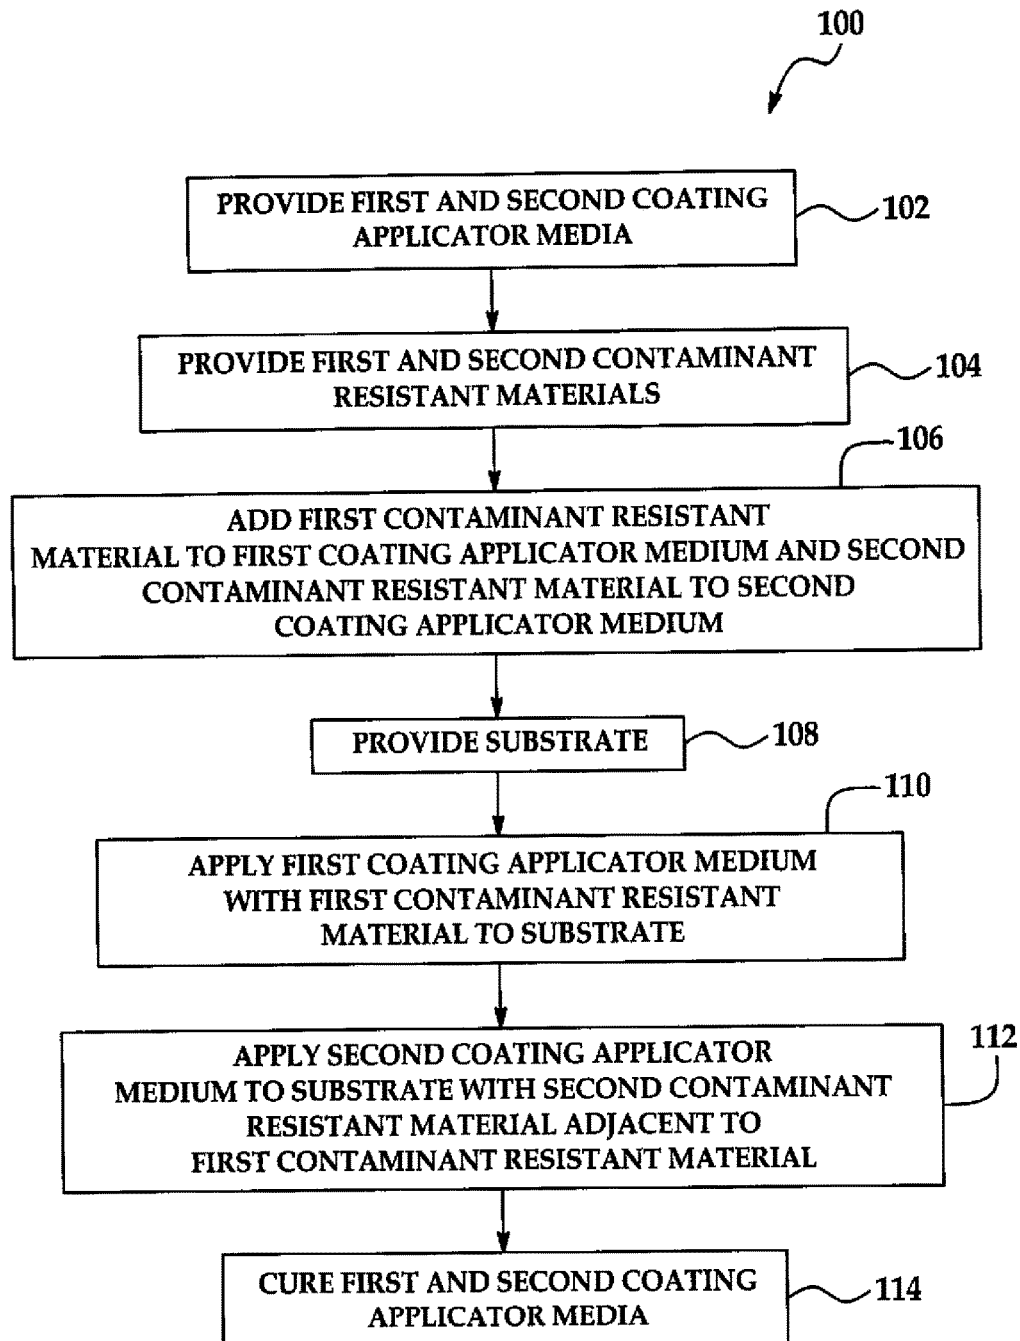 100
PROVIDE FIRST AND SECOND COATING
APPLICATOR MEDIA
102
PROVIDE FIRST AND SECOND CONTAMINANT
RESISTANT MATERIALS
104
106
ADD FIRST CONTAMINANT RESISTANT
MATERIAL TO FIRST COATING APPLICATOR MEDIUM AND SECOND
CONTAMINANT RESISTANT MATERIAL TO SECOND
COATING APPLICATOR MEDIUM
PROVIDE SUBSTRATE
108
110
APPLY FIRST COATING APPLICATOR MEDIUM
WITH FIRST CONTAMINANT RESISTANT
MATERIAL TO SUBSTRATE
112
APPLY SECOND COATING APPLICATOR
MEDIUM TO SUBSTRATE WITH SECOND CONTAMINANT
RESISTANT MATERIAL ADJACENT TO
FIRST CONTAMINANT RESISTANT MATERIAL
CURE FIRST AND SECOND COATING
APPLICATOR MEDIA
114